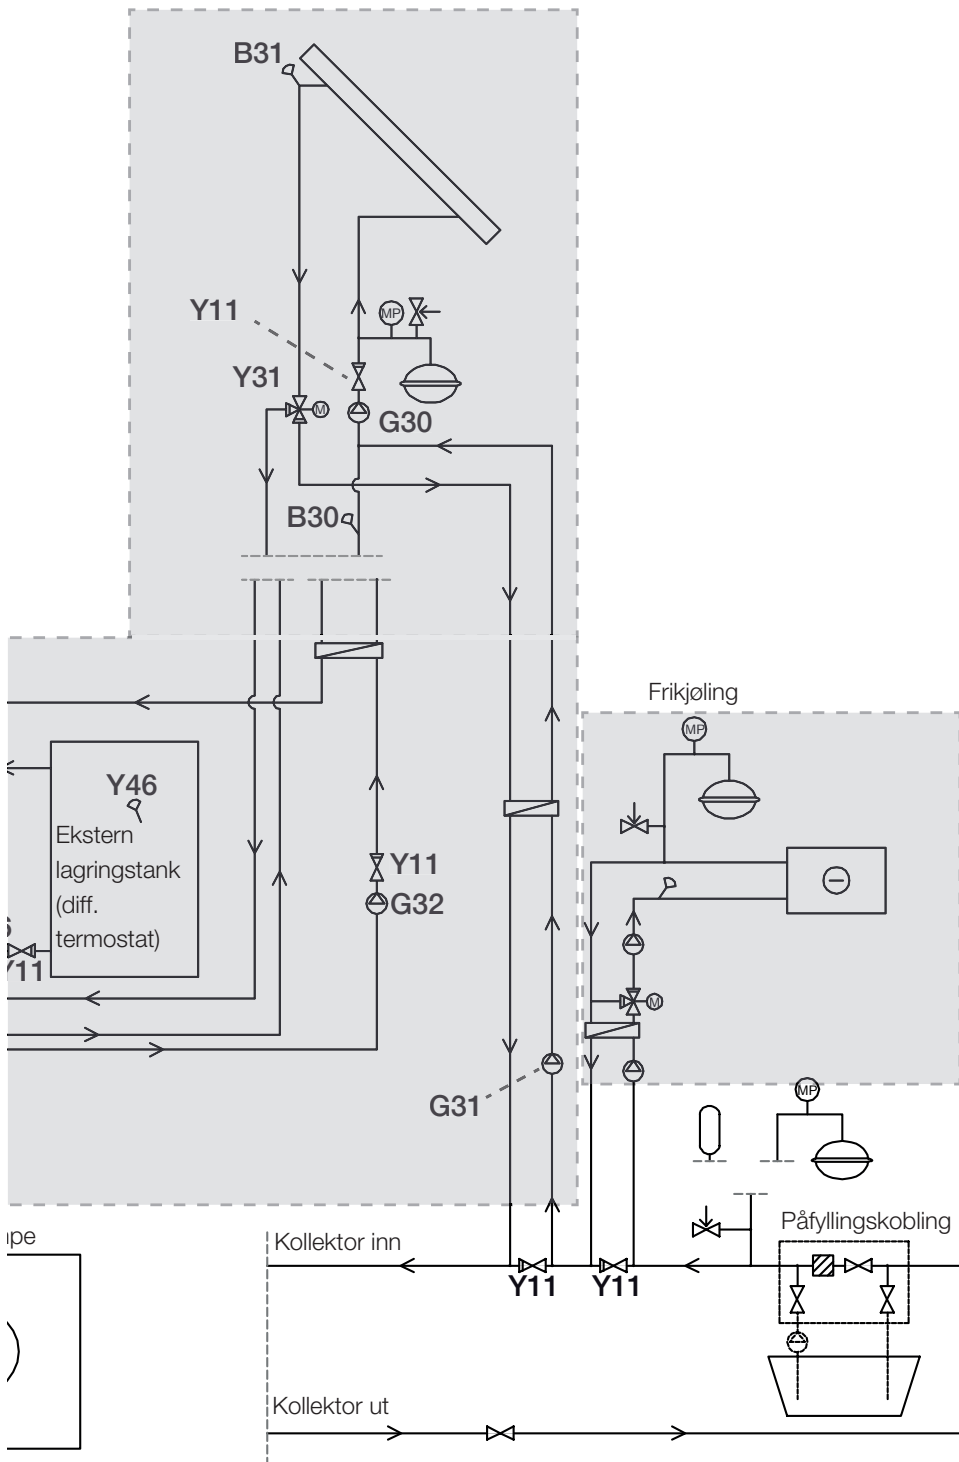 B31
MP
Y11
Y31
M
G30
B30
Frikjøling
MP
Y46
Ekstern
lagringstank
(diff.
termostat)
Y11
G32
Y11
M
G31
MP
Påfyllingskobling
Kollektor inn
Y11
Y11
Kollektor ut